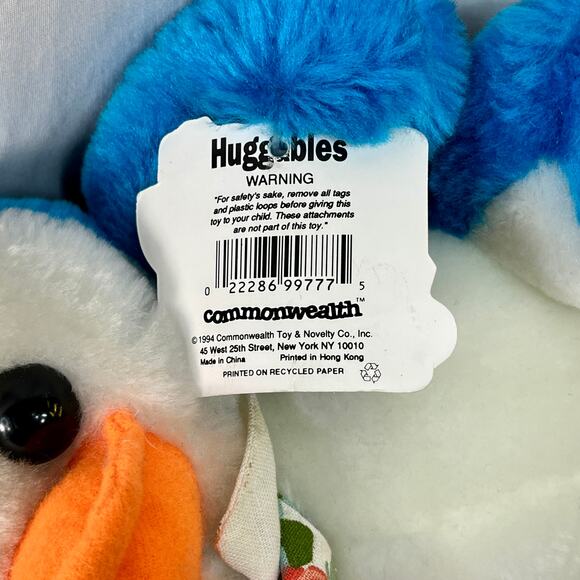 Huggables
WARNING
"For safety's sake, remove all tags
and plastic loops before giving this
toy to your child. These attachments
are not part of this toy."
0 22286 99777 5
commonwealth™
©1994 Commonwealth Toy & Novelty Co., Inc.
45 West 25th Street, New York NY 10010
Made in China Printed in Hong Kong
PRINTED ON RECYCLED PAPER